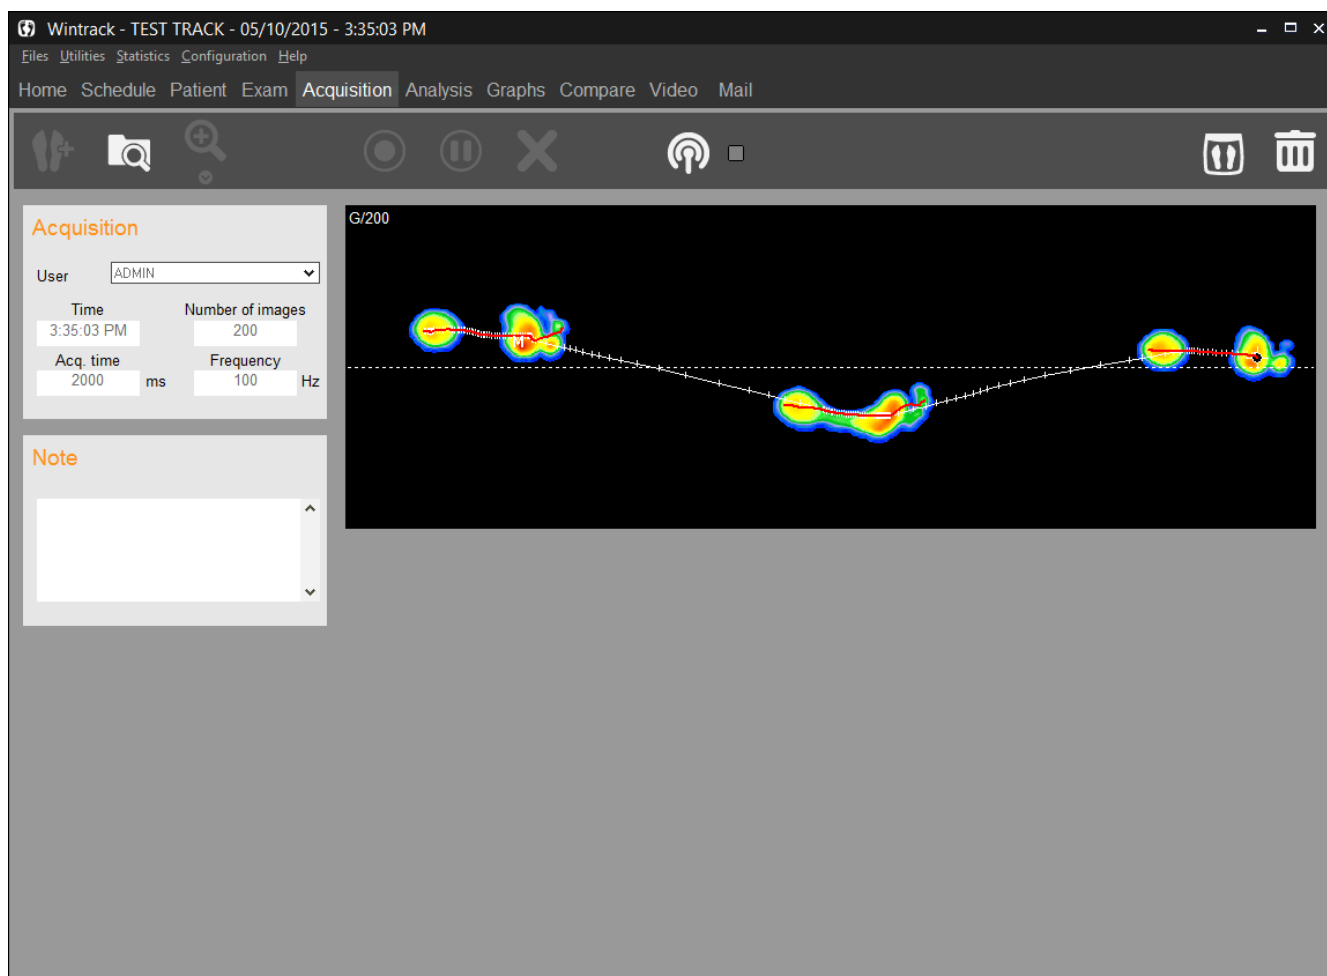 Wintrack - TEST TRACK - 05/10/2015 - 3:35:03 PM
Files Utilities Statistics Configuration Help
Home Schedule Patient Exam Acquisition Analysis Graphs Compare Video Mail
Acquisition
User ADMIN
Time Number of images
3:35:03 PM 200
Acq. time Frequency
2000 ms 100 Hz
Note
G/200
M